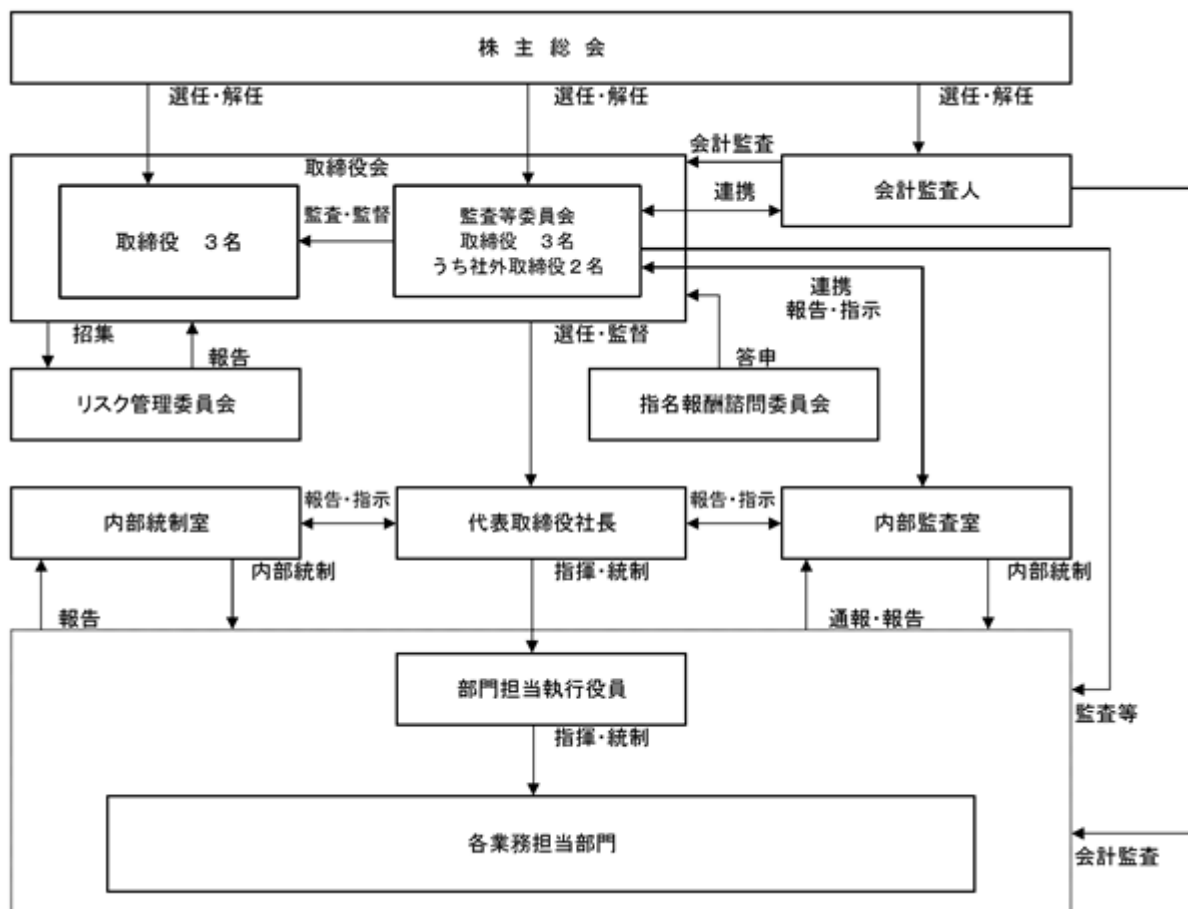 株 主 総 会
選任・解任
選任・解任
選任・解任
取締役会
会計監査
会計監査人
連携
取締役 3名
監査・監督
監査等委員会
取締役 3名
うち社外取締役2名
連携
報告・指示
招集
報告
選任・監督
答申
リスク管理委員会
指名報酬諮問委員会
内部統制室
報告・指示
代表取締役社長
報告・指示
内部監査室
内部統制
指揮・統制
内部統制
報告
通報・報告
部門担当執行役員
監査等
指揮・統制
各業務担当部門
会計監査